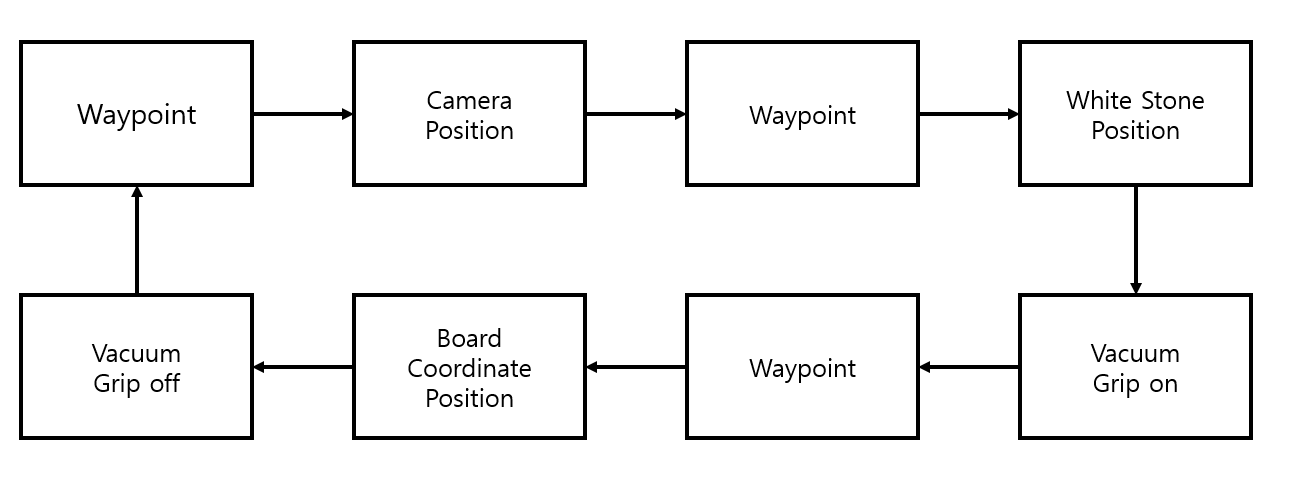 Waypoint
Camera
Position
Waypoint
White Stone
Position
Vacuum
Grip off
Board
Coordinate
Position
Waypoint
Vacuum
Grip on